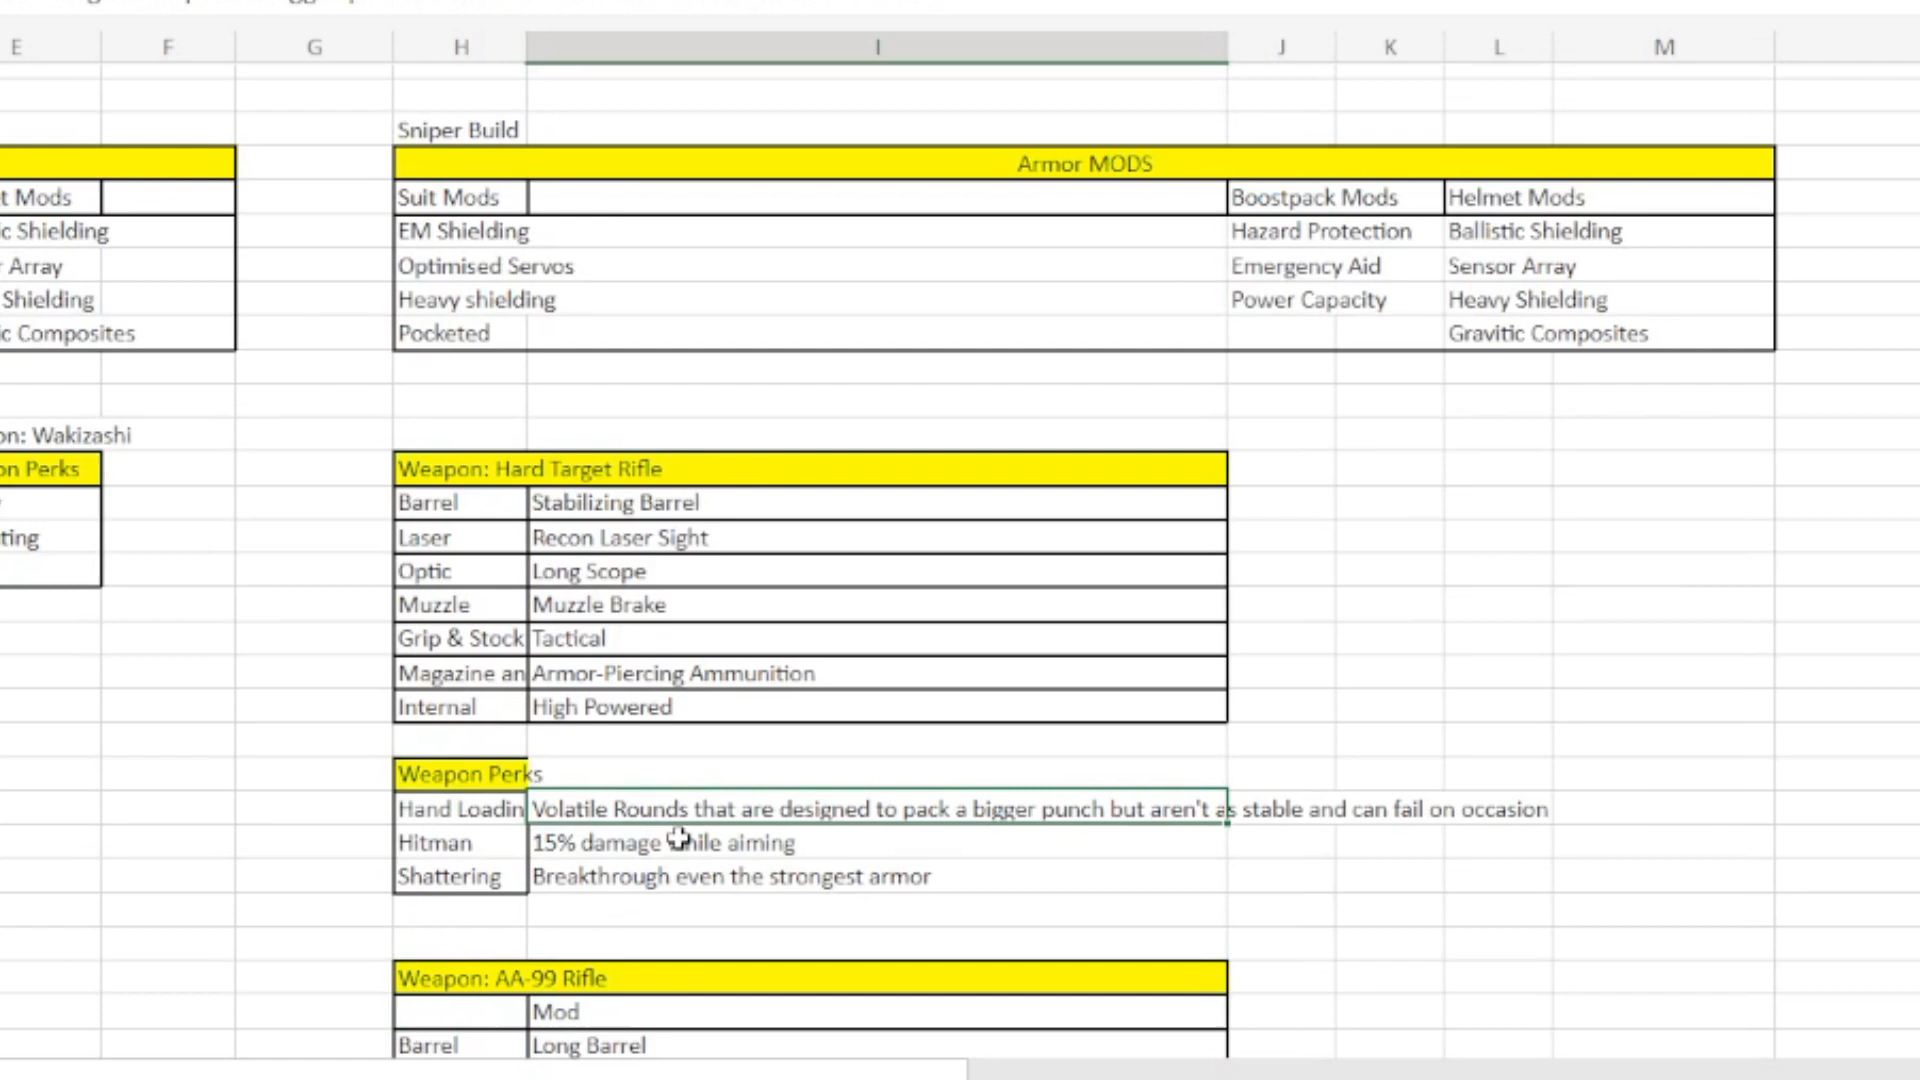 E F G H I J K L M
Sniper Build
Armor MODS
t Mods Suit Mods Boostpack Mods Helmet Mods
ic Shielding EM Shielding Hazard Protection Ballistic Shielding
r Array Optimised Servos Emergency Aid Sensor Array
Shielding Heavy shielding Power Capacity Heavy Shielding
ic Composites Pocketed Gravitic Composites
on: Wakizashi
on Perks Weapon: Hard Target Rifle
Barrel Stabilizing Barrel
ting Laser Recon Laser Sight
Optic Long Scope
Muzzle Muzzle Brake
Grip & Stock Tactical
Magazine an Armor-Piercing Ammunition
Internal High Powered
Weapon Perks
Hand Loadin Volatile Rounds that are designed to pack a bigger punch but aren't as stable and can fail on occasion
Hitman 15% damage while aiming
Shattering Breakthrough even the strongest armor
Weapon: AA-99 Rifle
Mod
Barrel Long Barrel